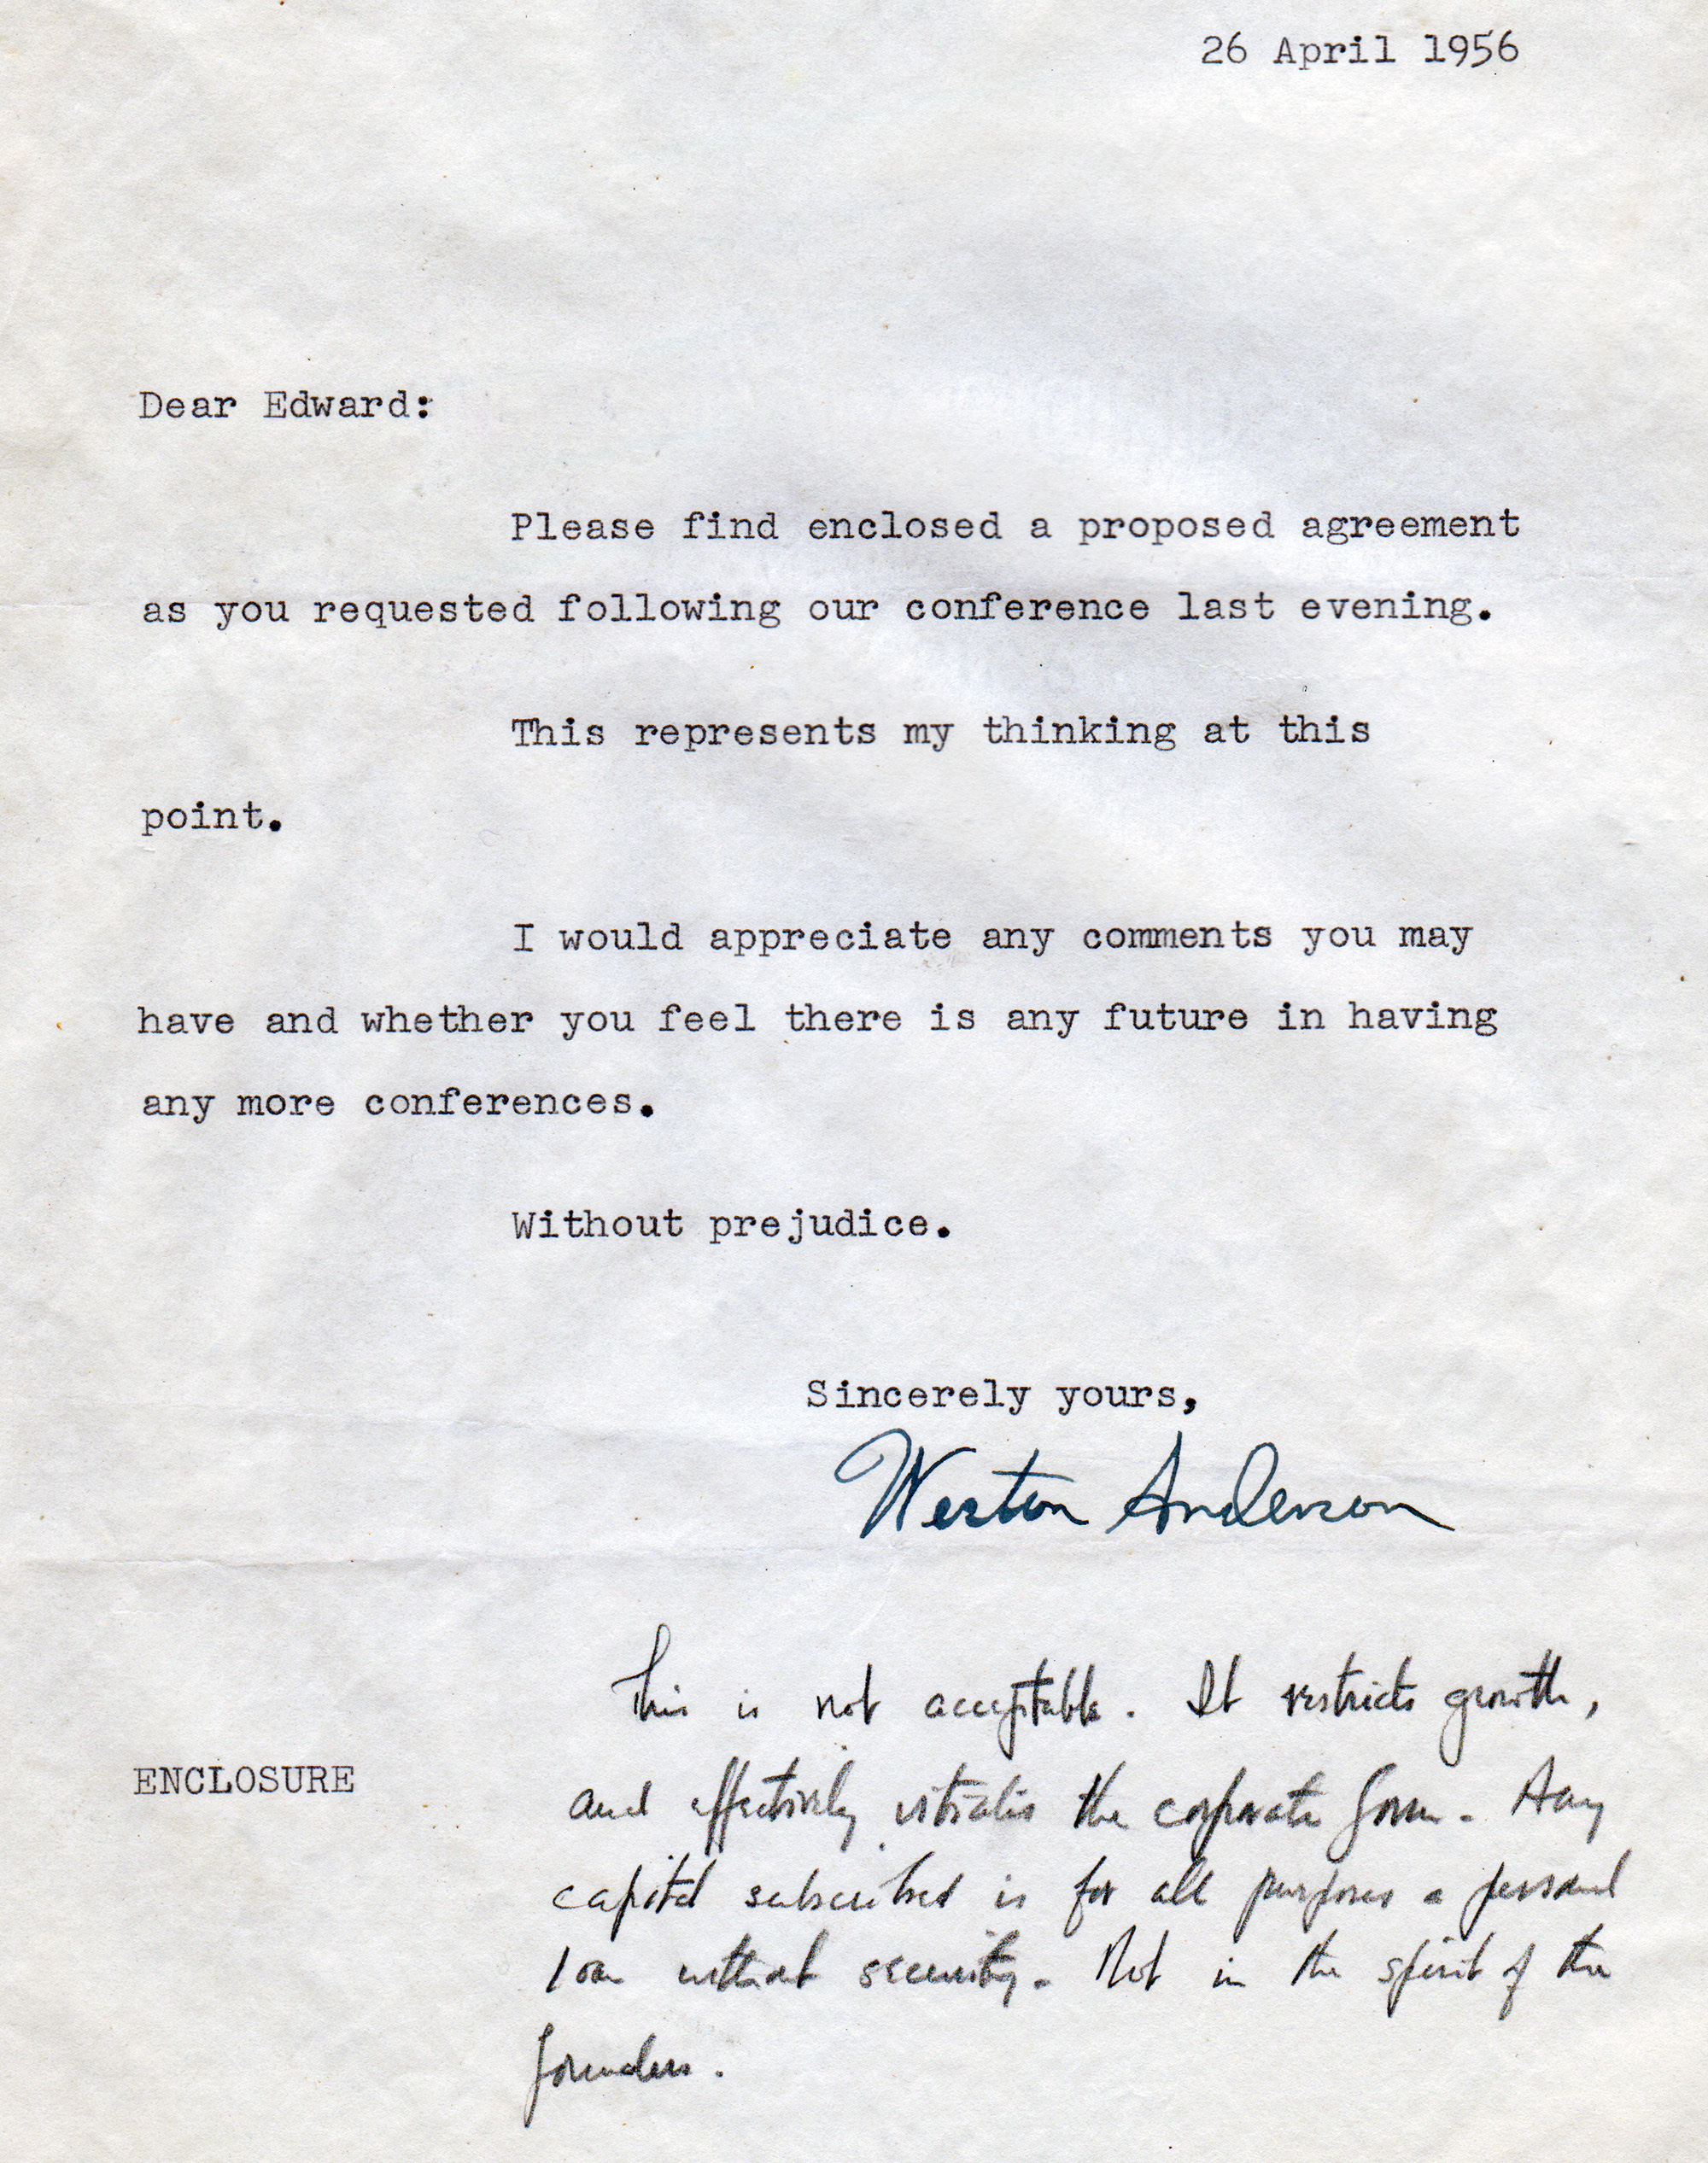 26 April 1956
Dear Edward:
Please find enclosed a proposed agreement
as you requested following our conference last evening.
This represents my thinking at this
point.
I would appreciate any comments you may
have and whether you feel there is any future in having
any more conferences.
Without prejudice.
Sincerely yours,
Weston Anderson
ENCLOSURE
This is not acceptable. It restricts growth,
and effectively vitiates the corporate form. Any
capital subscribed is for all purposes a personal
loan without security. Not in the spirit of the
founders.